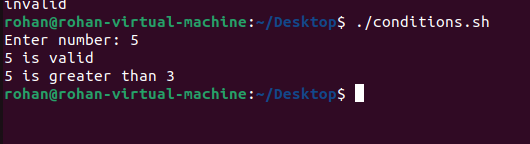 invalid
rohan@rohan-virtual-machine:~/Desktop$ ./conditions.sh
Enter number: 5
5 is valid
5 is greater than 3
rohan@rohan-virtual-machine:~/Desktop$